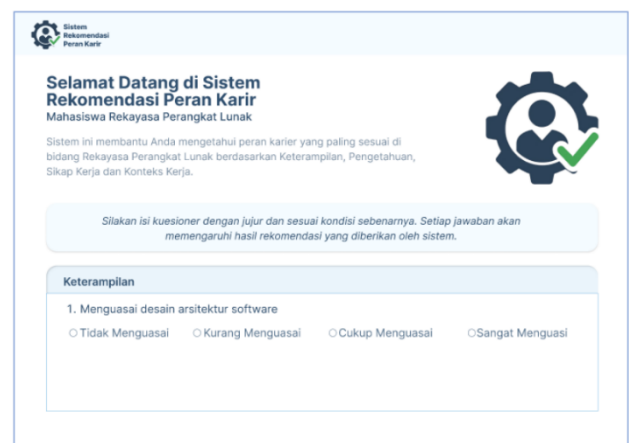 Sistem
Rekomendasi
Peran Karir
Selamat Datang di Sistem
Rekomendasi Peran Karir
Mahasiswa Rekayasa Perangkat Lunak
Sistem ini membantu Anda mengetahui peran karier yang paling sesuai di
bidang Rekayasa Perangkat Lunak berdasarkan Keterampilan, Pengetahuan,
Sikap Kerja dan Konteks Kerja.
Silakan isi kuesioner dengan jujur dan sesuai kondisi sebenarnya. Setiap jawaban akan
memengaruhi hasil rekomendasi yang diberikan oleh sistem.
Keterampilan
1. Menguasai desain arsitektur software
Tidak Menguasai Kurang Menguasai Cukup Menguasai Sangat Menguasi